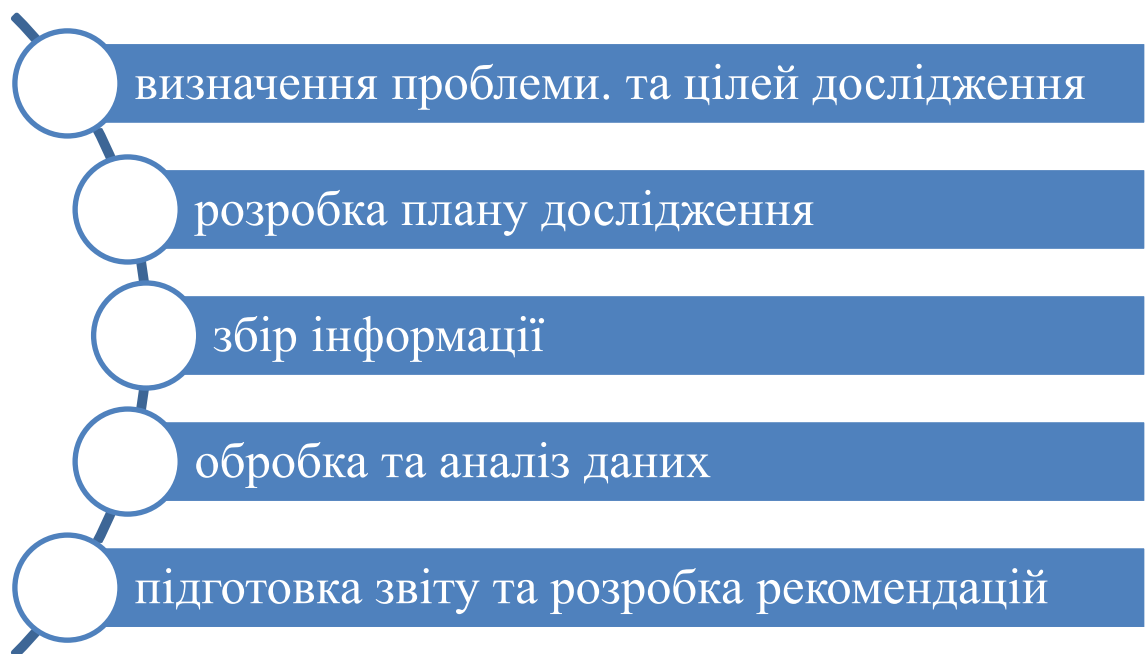 визначення проблеми. та цілей дослідження
розробка плану дослідження
збір інформації
обробка та аналіз даних
підготовка звіту та розробка рекомендацій